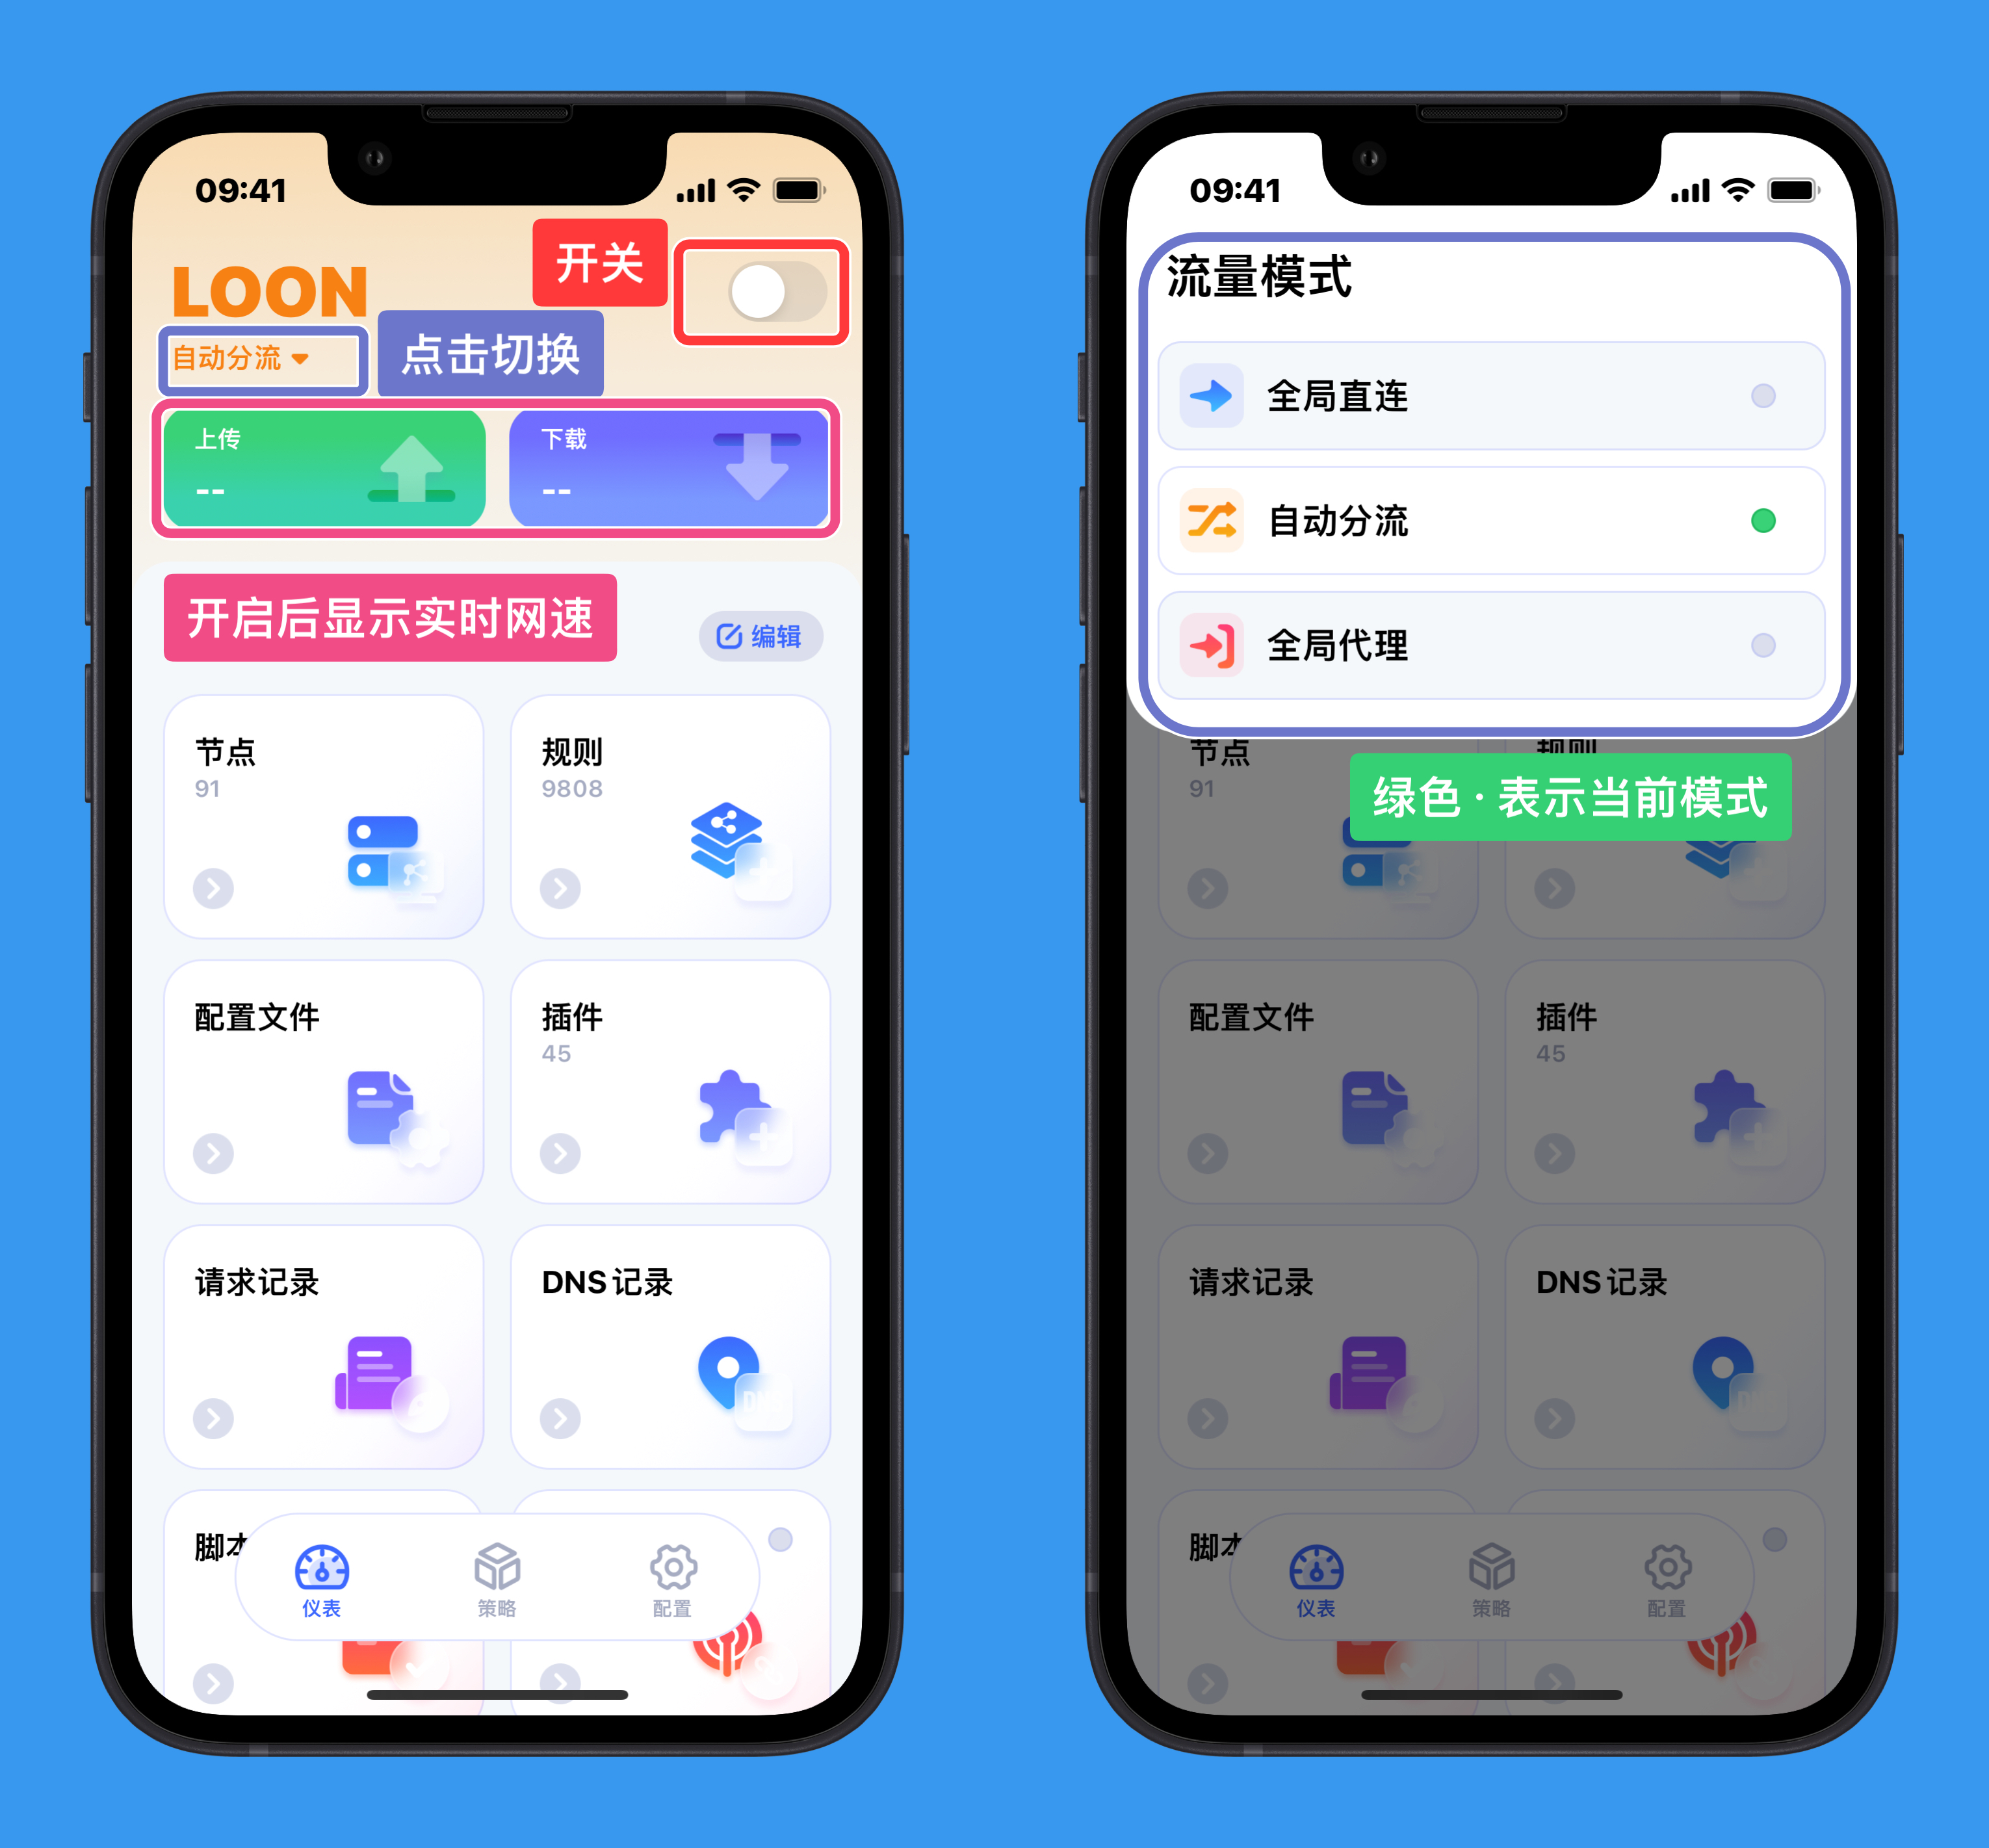 09:41
开关
LOON
自动分流
点击切换
上传
--
下载
--
开启后显示实时网速
编辑
节点
91
规则
9808
配置文件
插件
45
请求记录
DNS 记录
脚本
仪表
策略
配置
09:41
流量模式
全局直连
自动分流
全局代理
节点
91
规则
绿色 · 表示当前模式
配置文件
插件
45
请求记录
DNS 记录
脚本
仪表
策略
配置